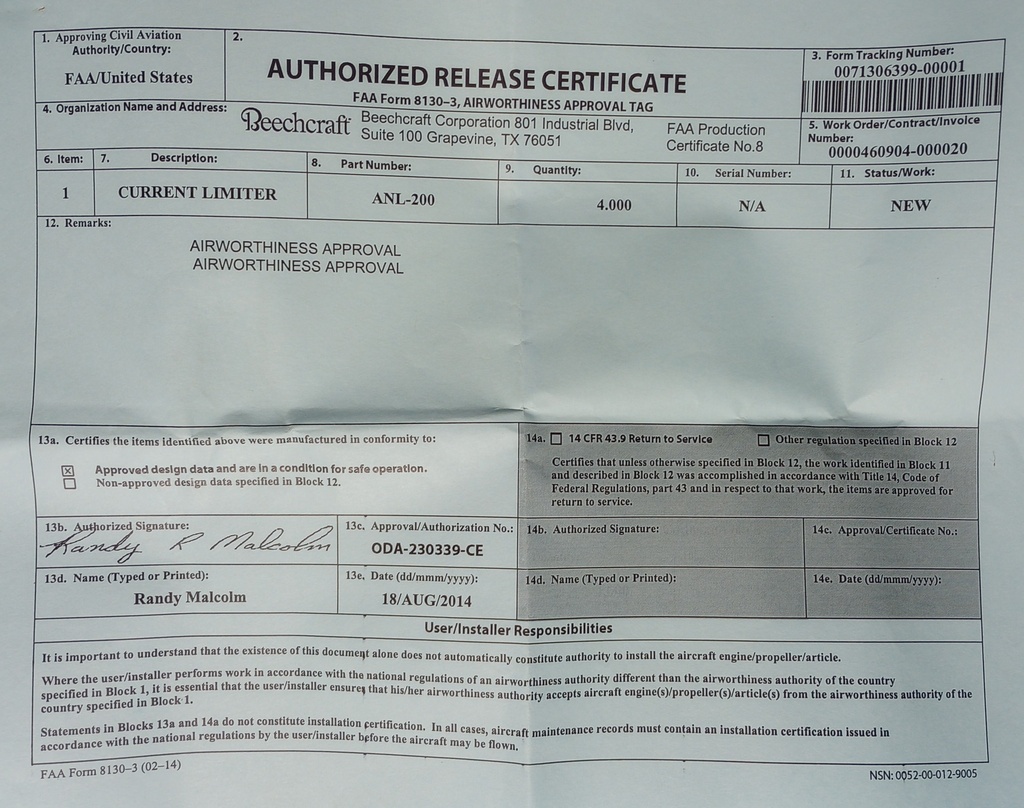 1. Approving Civil Aviation
Authority/Country:
FAA/United States
2.
AUTHORIZED RELEASE CERTIFICATE
FAA Form 8130–3, AIRWORTHINESS APPROVAL TAG
3. Form Tracking Number:
0071306399-00001
4. Organization Name and Address:
Beechcraft
Beechcraft Corporation 801 Industrial Blvd,
Suite 100 Grapevine, TX 76051
FAA Production
Certificate No.8
5. Work Order/Contract/Invoice
Number:
0000460904-000020
6. Item:
1
7. Description:
CURRENT LIMITER
8. Part Number:
ANL-200
9. Quantity:
4.000
10. Serial Number:
N/A
11. Status/Work:
NEW
12. Remarks:
AIRWORTHINESS APPROVAL
AIRWORTHINESS APPROVAL
13a. Certifies the items identified above were manufactured in conformity to:
Approved design data and are in a condition for safe operation.
Non-approved design data specified in Block 12.
14a. 14 CFR 43.9 Return to Service Other regulation specified in Block 12
Certifies that unless otherwise specified in Block 12, the work identified in Block 11
and described in Block 12 was accomplished in accordance with Title 14, Code of
Federal Regulations, part 43 and in respect to that work, the items are approved for
return to service.
13b. Authorized Signature:
Randy R Malcolm
13c. Approval/Authorization No.:
ODA-230339-CE
14b. Authorized Signature:
14c. Approval/Certificate No.:
13d. Name (Typed or Printed):
Randy Malcolm
13e. Date (dd/mmm/yyyy):
18/AUG/2014
14d. Name (Typed or Printed):
14e. Date (dd/mmm/yyyy):
User/Installer Responsibilities
It is important to understand that the existence of this document alone does not automatically constitute authority to install the aircraft engine/propeller/article.
Where the user/installer performs work in accordance with the national regulations of an airworthiness authority different than the airworthiness authority of the country
specified in Block 1, it is essential that the user/installer ensures that his/her airworthiness authority accepts aircraft engine(s)/propeller(s)/article(s) from the airworthiness authority of the
country specified in Block 1.
Statements in Blocks 13a and 14a do not constitute installation certification. In all cases, aircraft maintenance records must contain an installation certification issued in
accordance with the national regulations by the user/installer before the aircraft may be flown.
FAA Form 8130–3 (02–14)
NSN: 0052-00-012-9005